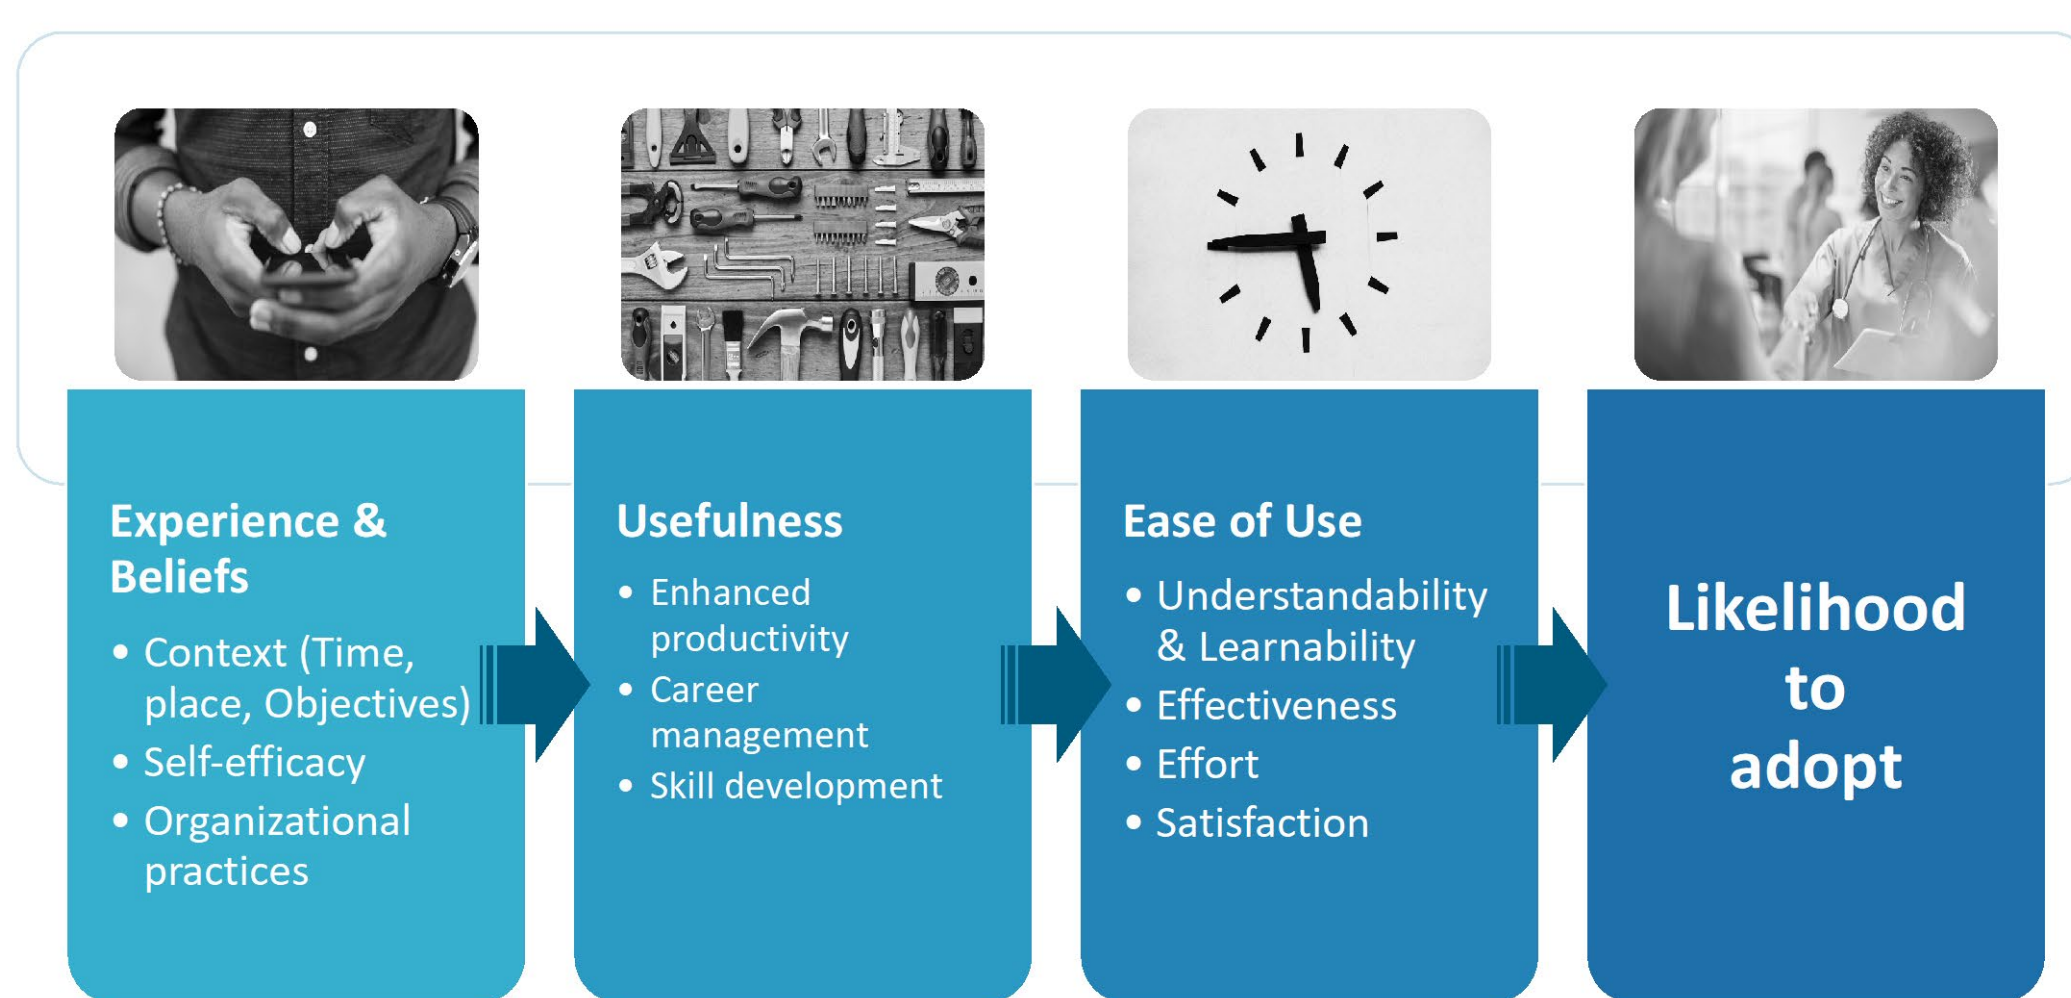 Experience &
Beliefs
• Context (Time,
place, Objectives)
• Self-efficacy
• Organizational
practices
Usefulness
• Enhanced
productivity
• Career
management
• Skill development
Ease of Use
• Understandability
& Learnability
• Effectiveness
• Effort
• Satisfaction
Likelihood
to
adopt